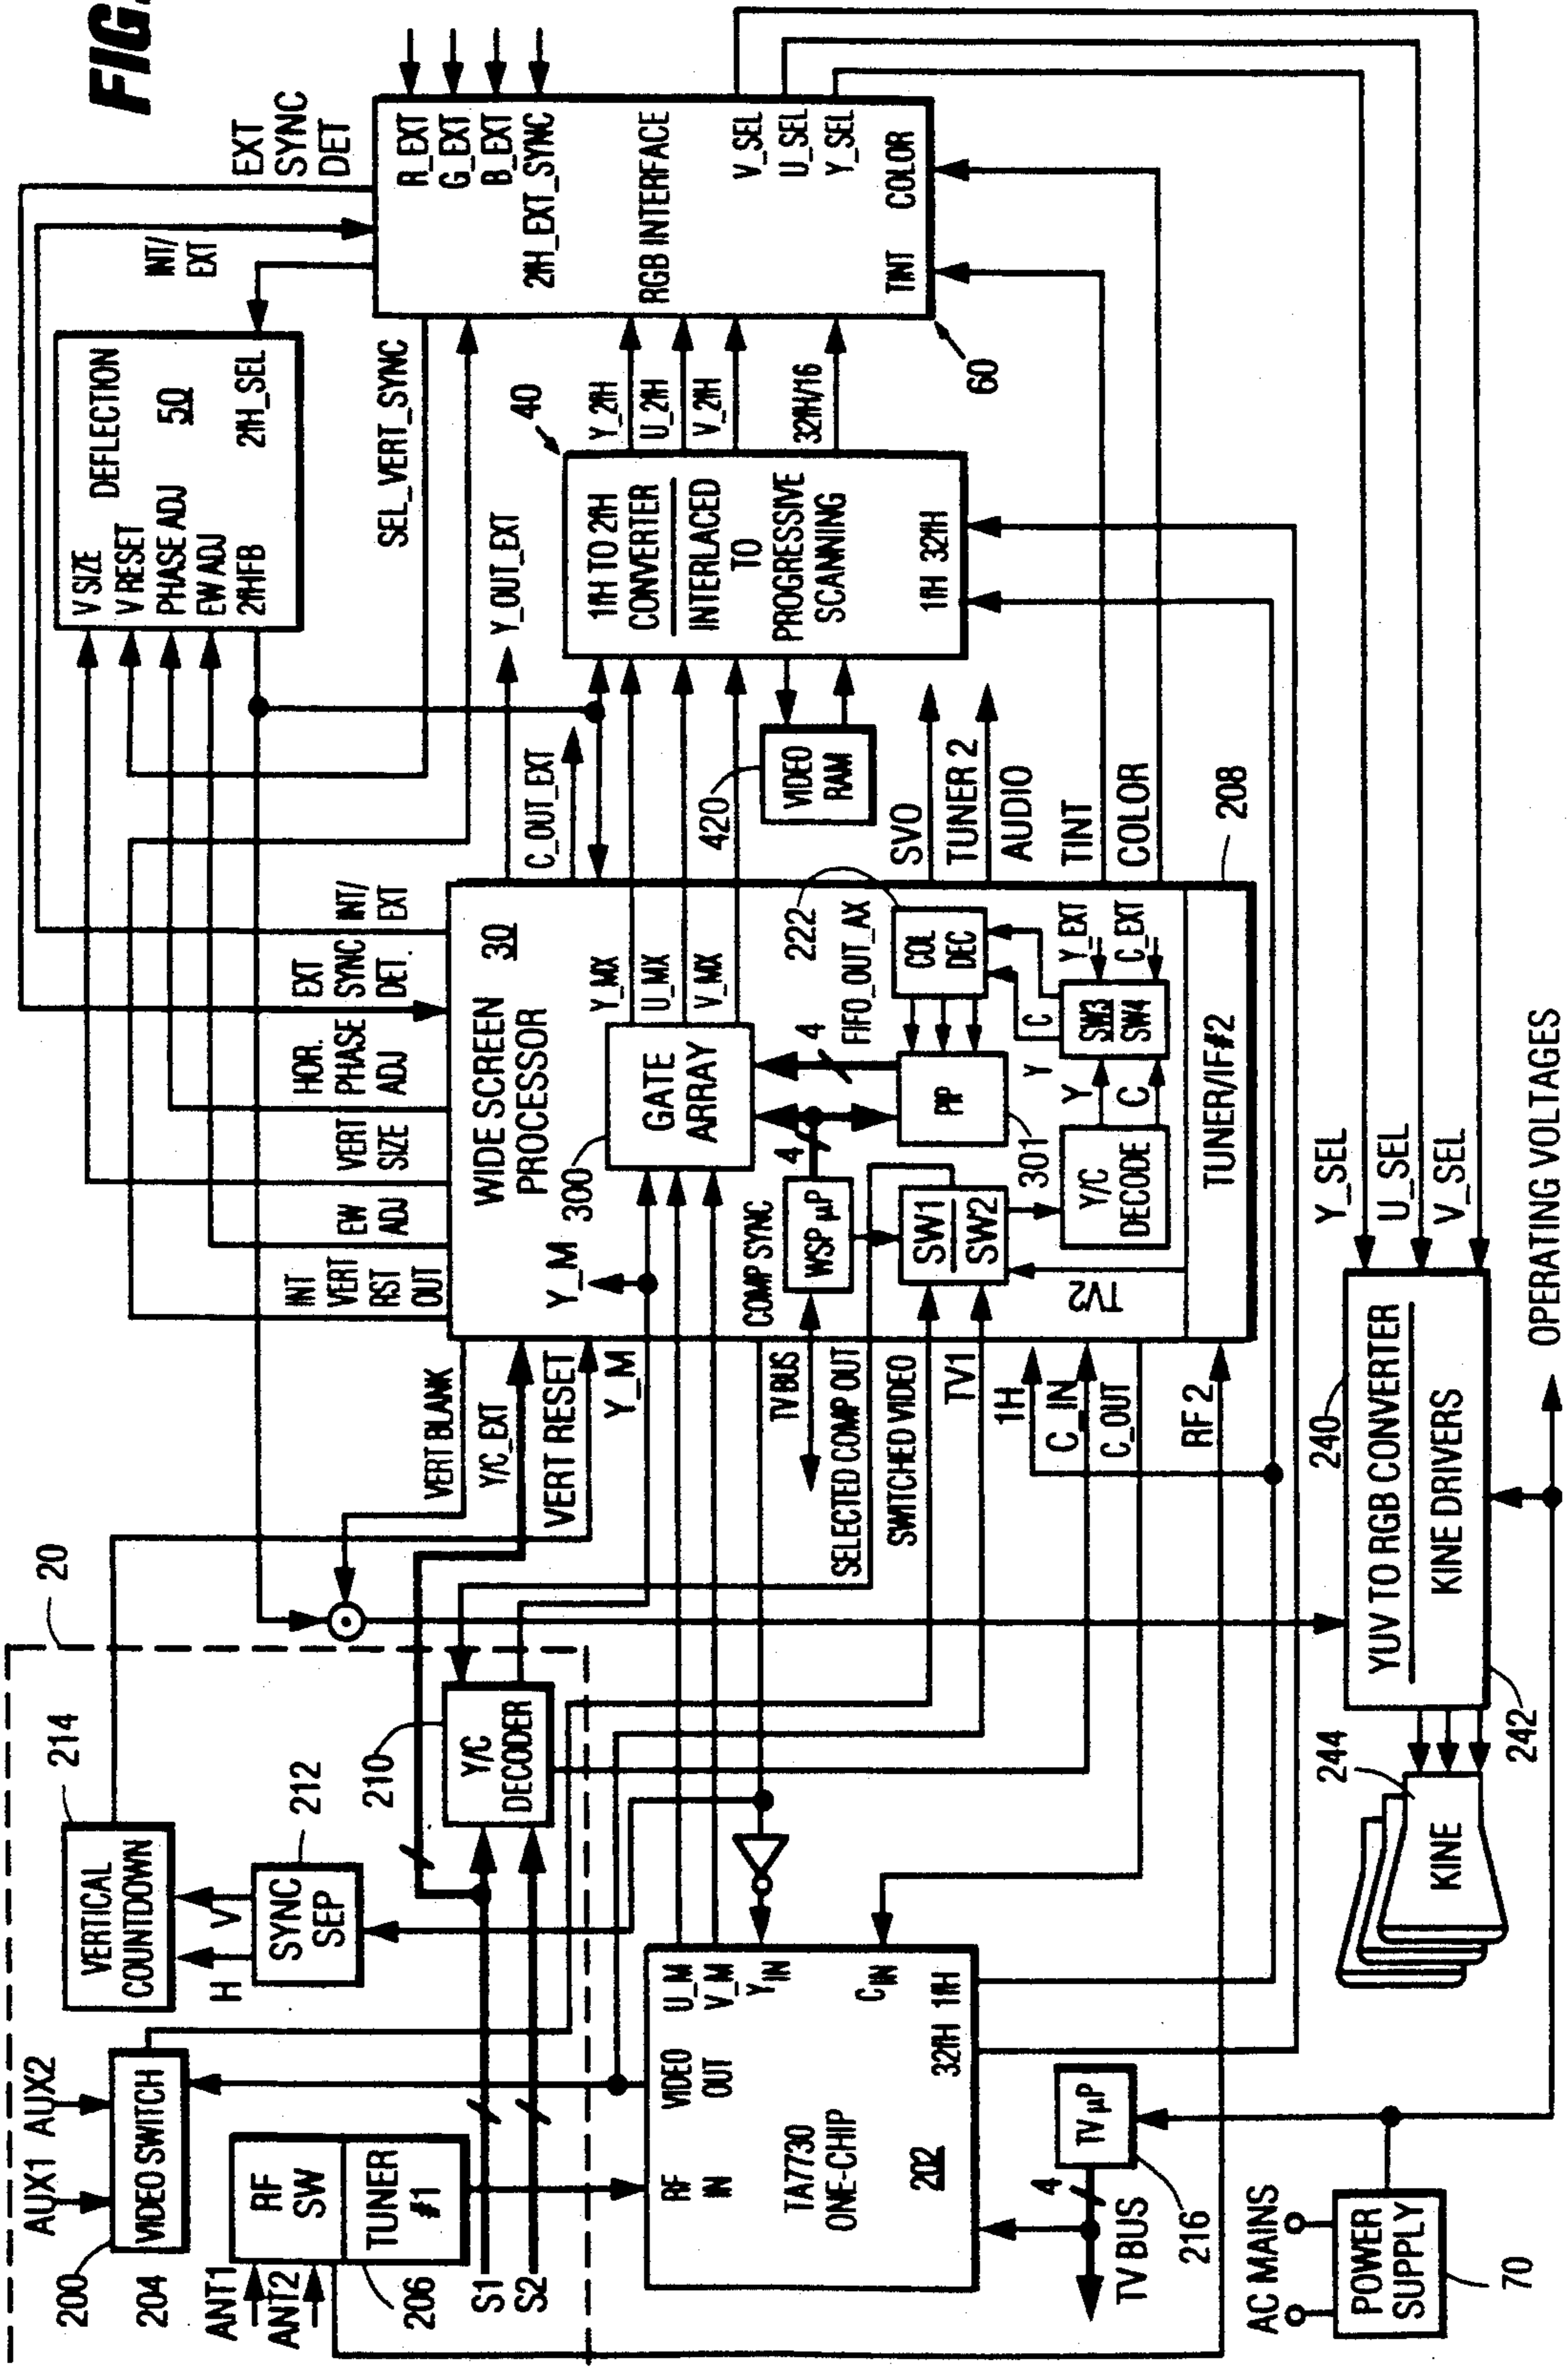 FIG.
20
AUX1
AUX2
200
VIDEO SWITCH
204
ANT1
ANT2
RF
SW
TUNER
#1
206
S1
S2
214
VERTICAL
COUNTDOWN
H
V
212
SYNC
SEP
210
Y/C
DECODER
VIDEO
OUT
U_M
V_M
YIN
CIN
RF
IN
TA7730
ONE-CHIP
202
32fH 1fH
TV µP
4
TV BUS
216
AC MAINS
POWER
SUPPLY
70
VERT BLANK
Y/C_EXT
VERT RESET
Y_M
TV BUS
SELECTED COMP OUT
SWITCHED VIDEO
TV1
1H
C_IN
C_OUT
RF 2
INT
VERT
RST
OUT
EW
ADJ
VERT
SIZE
HOR.
PHASE
ADJ
EXT
SYNC
DET.
INT/
EXT
WIDE SCREEN
PROCESSOR
30
Y_M
300
GATE
ARRAY
Y_MX
U_MX
V_MX
COMP SYNC
WSP µP
4
4
FIFO_OUT_AX
PIP
301
SW1
SW2
TV2
Y/C
DECODE
Y
C
SW3
SW4
Y_EXT
C_EXT
Y
C
COL
DEC
222
TUNER/IF#2
208
V SIZE
V RESET
PHASE ADJ
EW ADJ
2fHFB
DEFLECTION
50
2fH_SEL
INT/
EXT
EXT
SYNC
DET
SEL_VERT_SYNC
Y_OUT_EXT
C_OUT_EXT
40
1fH TO 2fH
CONVERTER
INTERLACED
TO
PROGRESSIVE
SCANNING
1fH 32fH
420
VIDEO
RAM
SVO
TUNER 2
AUDIO
TINT
COLOR
Y_2fH
U_2fH
V_2fH
32fH/16
R_EXT
G_EXT
B_EXT
2fH_EXT_SYNC
RGB INTERFACE
V_SEL
U_SEL
Y_SEL
TINT
COLOR
60
Y_SEL
U_SEL
V_SEL
240
YUV TO RGB CONVERTER
KINE DRIVERS
242
244
KINE
OPERATING VOLTAGES